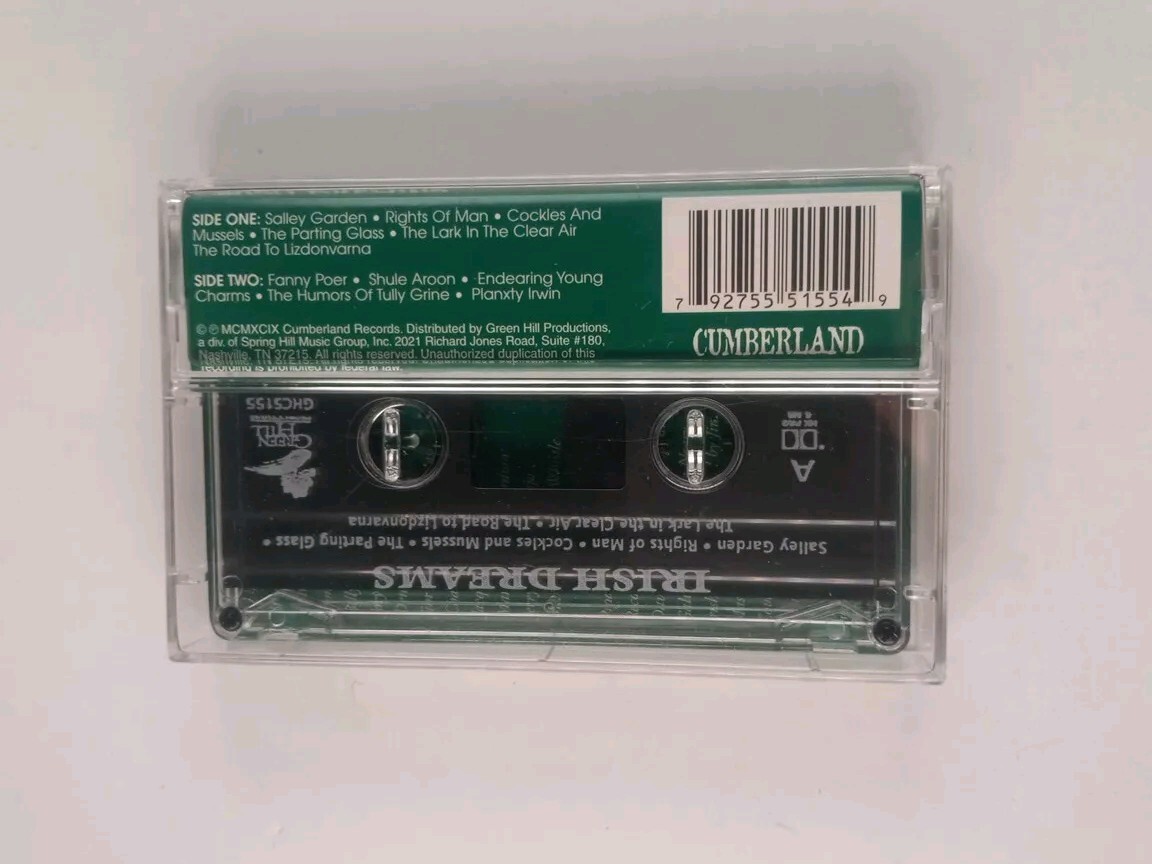 SIDE ONE: Salley Garden • Rights Of Man • Cockles And
Mussels • The Parting Glass • The Lark In The Clear Air
The Road To Lizdonvarna
SIDE TWO: Fanny Poer • Shule Aroon • Endearing Young
Charms • The Humors Of Tully Grine • Planxty Irwin
© ℗ MCMXCIX Cumberland Records. Distributed by Green Hill Productions,
a div. of Spring Hill Music Group, Inc. 2021 Richard Jones Road, Suite #180,
Nashville, TN 37215. All rights reserved. Unauthorized duplication of this
recording is prohibited by federal law.
7 92755 51554 9
CUMBERLAND
IRISH DREAMS
Salley Garden • Rights of Man • Cockles and Mussels • The Parting Glass •
The Lark in the Clear Air • The Road to Lizdonvarna
A
HX PRO
GREEN
HILL
GHC5155